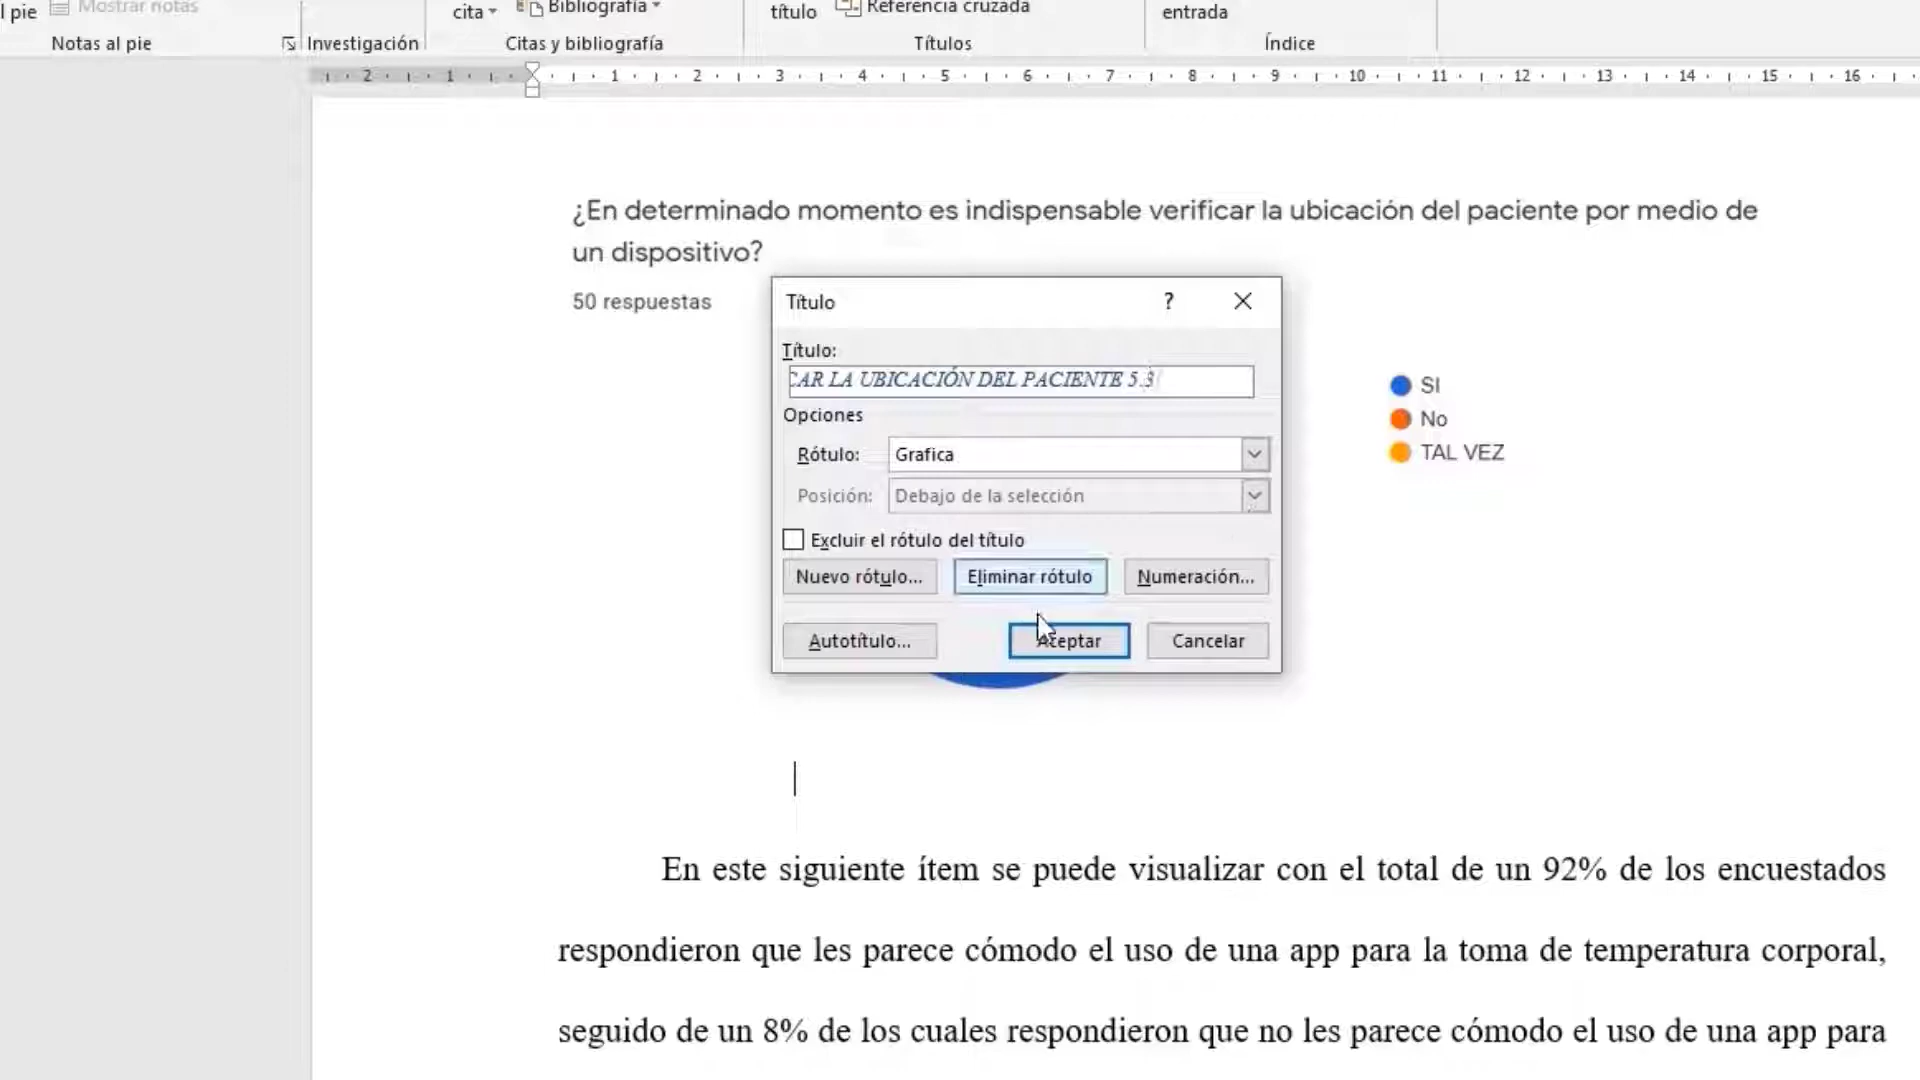 l pie
Mostrar notas
cita
Bibliografía
título
Referencia cruzada
entrada
Notas al pie
Investigación
Citas y bibliografía
Títulos
Índice
2 1 1 2 3 4 5 6 7 8 9 10 11 12 13 14 15 16
¿En determinado momento es indispensable verificar la ubicación del paciente por medio de
un dispositivo?
50 respuestas
Título
?
Título:
CAR LA UBICACIÓN DEL PACIENTE 5.3
Opciones
Rótulo:
Grafica
Posición:
Debajo de la selección
Excluir el rótulo del título
Nuevo rótulo...
Eliminar rótulo
Numeración...
Autotítulo...
Aceptar
Cancelar
SI
No
TAL VEZ
En este siguiente ítem se puede visualizar con el total de un 92% de los encuestados
respondieron que les parece cómodo el uso de una app para la toma de temperatura corporal,
seguido de un 8% de los cuales respondieron que no les parece cómodo el uso de una app para